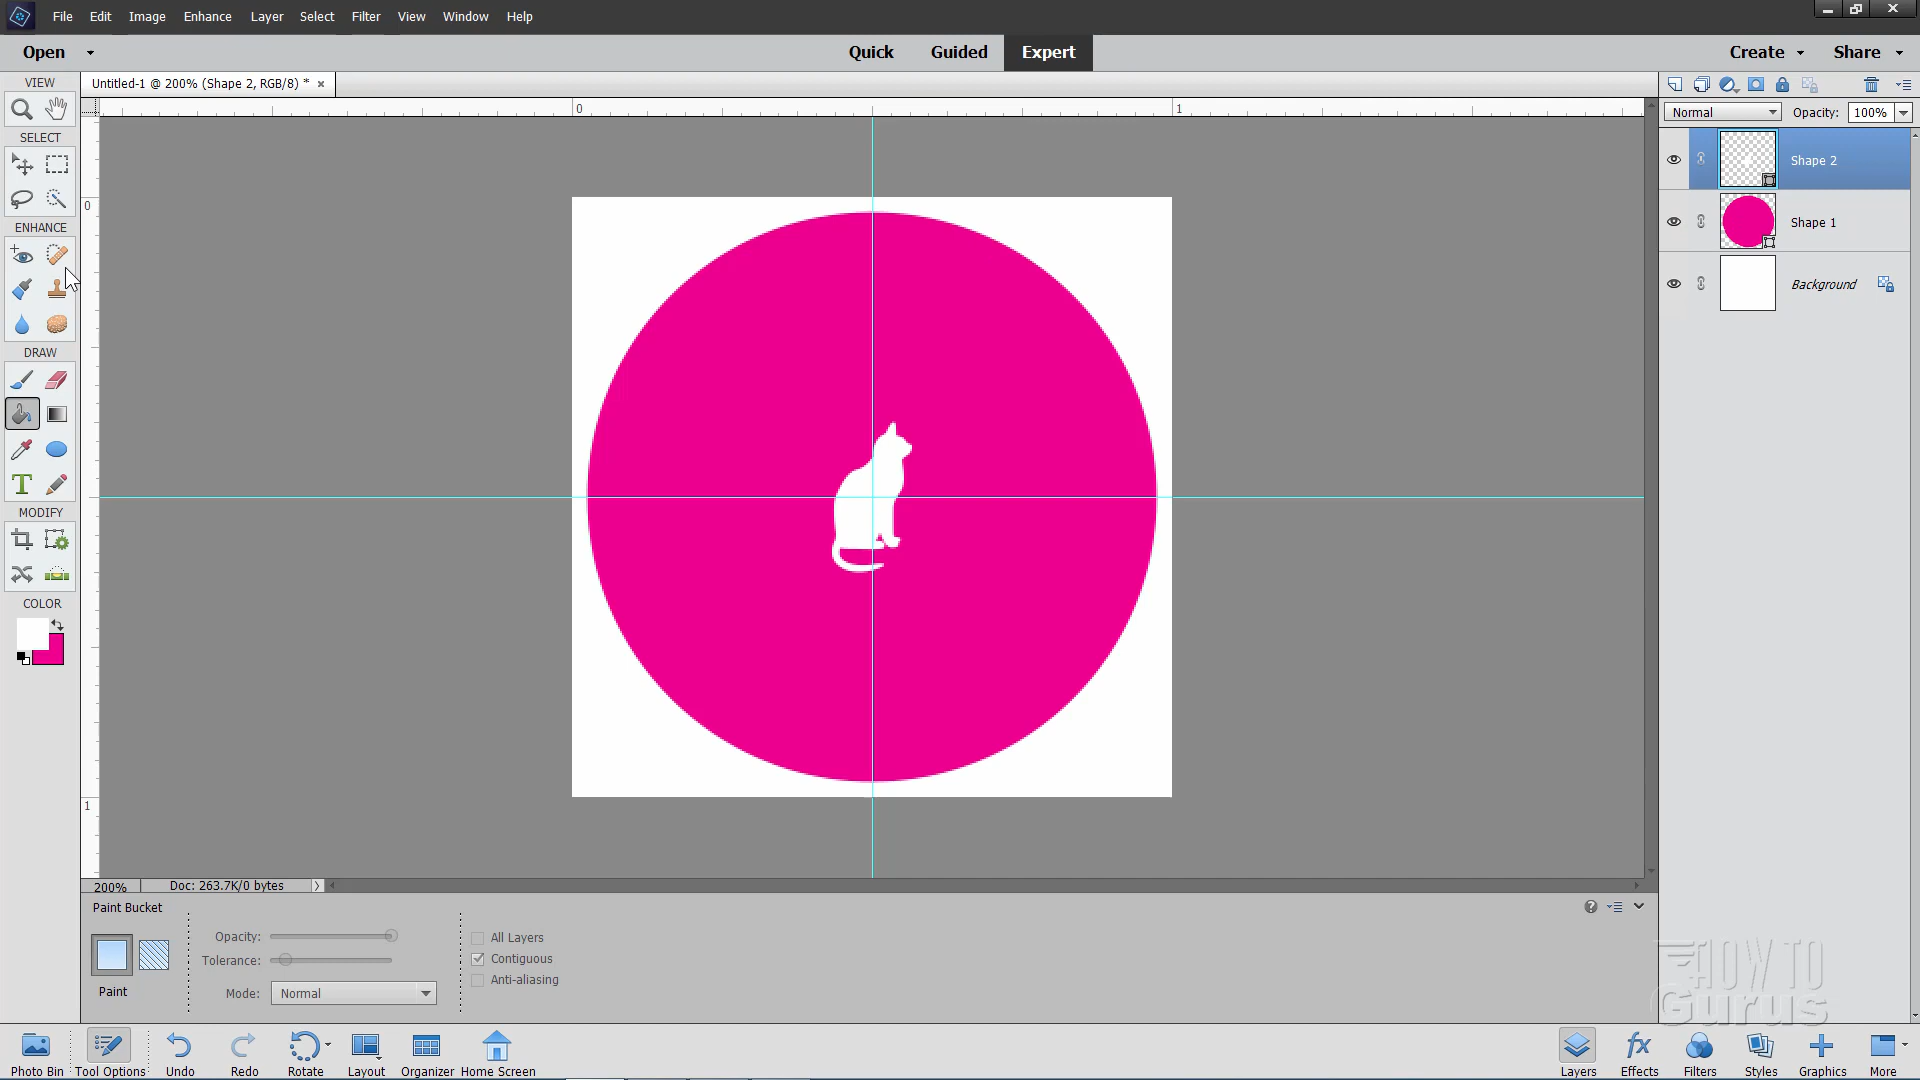 File Edit Image Enhance Layer Select Filter View Window Help
Open Quick Guided Expert Create Share
VIEW
Untitled-1 @ 200% (Shape 2, RGB/8) * ×
0 1
Normal Opacity: 100%
SELECT
Shape 2
0
Shape 1
ENHANCE
Background
DRAW
T
MODIFY
COLOR
1
200% Doc: 263.7K/0 bytes
Paint Bucket
Opacity:
All Layers
Tolerance:
Contiguous
Anti-aliasing
Paint
Mode: Normal
HOW TO
Gurus
fx
Photo Bin Tool Options Undo Redo Rotate Layout Organizer Home Screen Layers Effects Filters Styles Graphics More